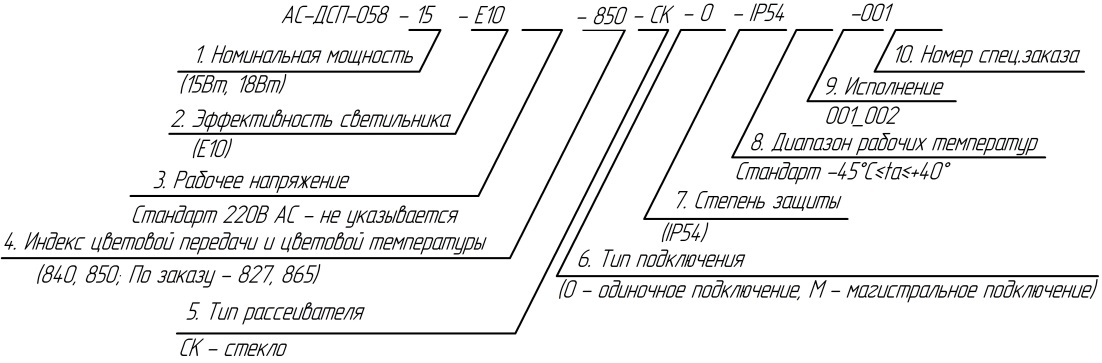 АС-ДСП-058 -15 -Е10 -850 -СК -О -IP54 -001
10. Номер спец.заказа
1. Номинальная мощность
(15Вт, 18Вт)
9. Исполнение
001_002
2. Эффективность светильника
(Е10)
8. Диапазон рабочих температур
Стандарт -45°С≤ta≤+40°
3. Рабочее напряжение
Стандарт 220В АС - не указывается
7. Степень защиты
(IP54)
4. Индекс цветовой передачи и цветовой температуры
(840, 850; По заказу - 827, 865)
6. Тип подключения
(О - одиночное подключение, М - магистральное подключение)
5. Тип рассеивателя
СК - стекло